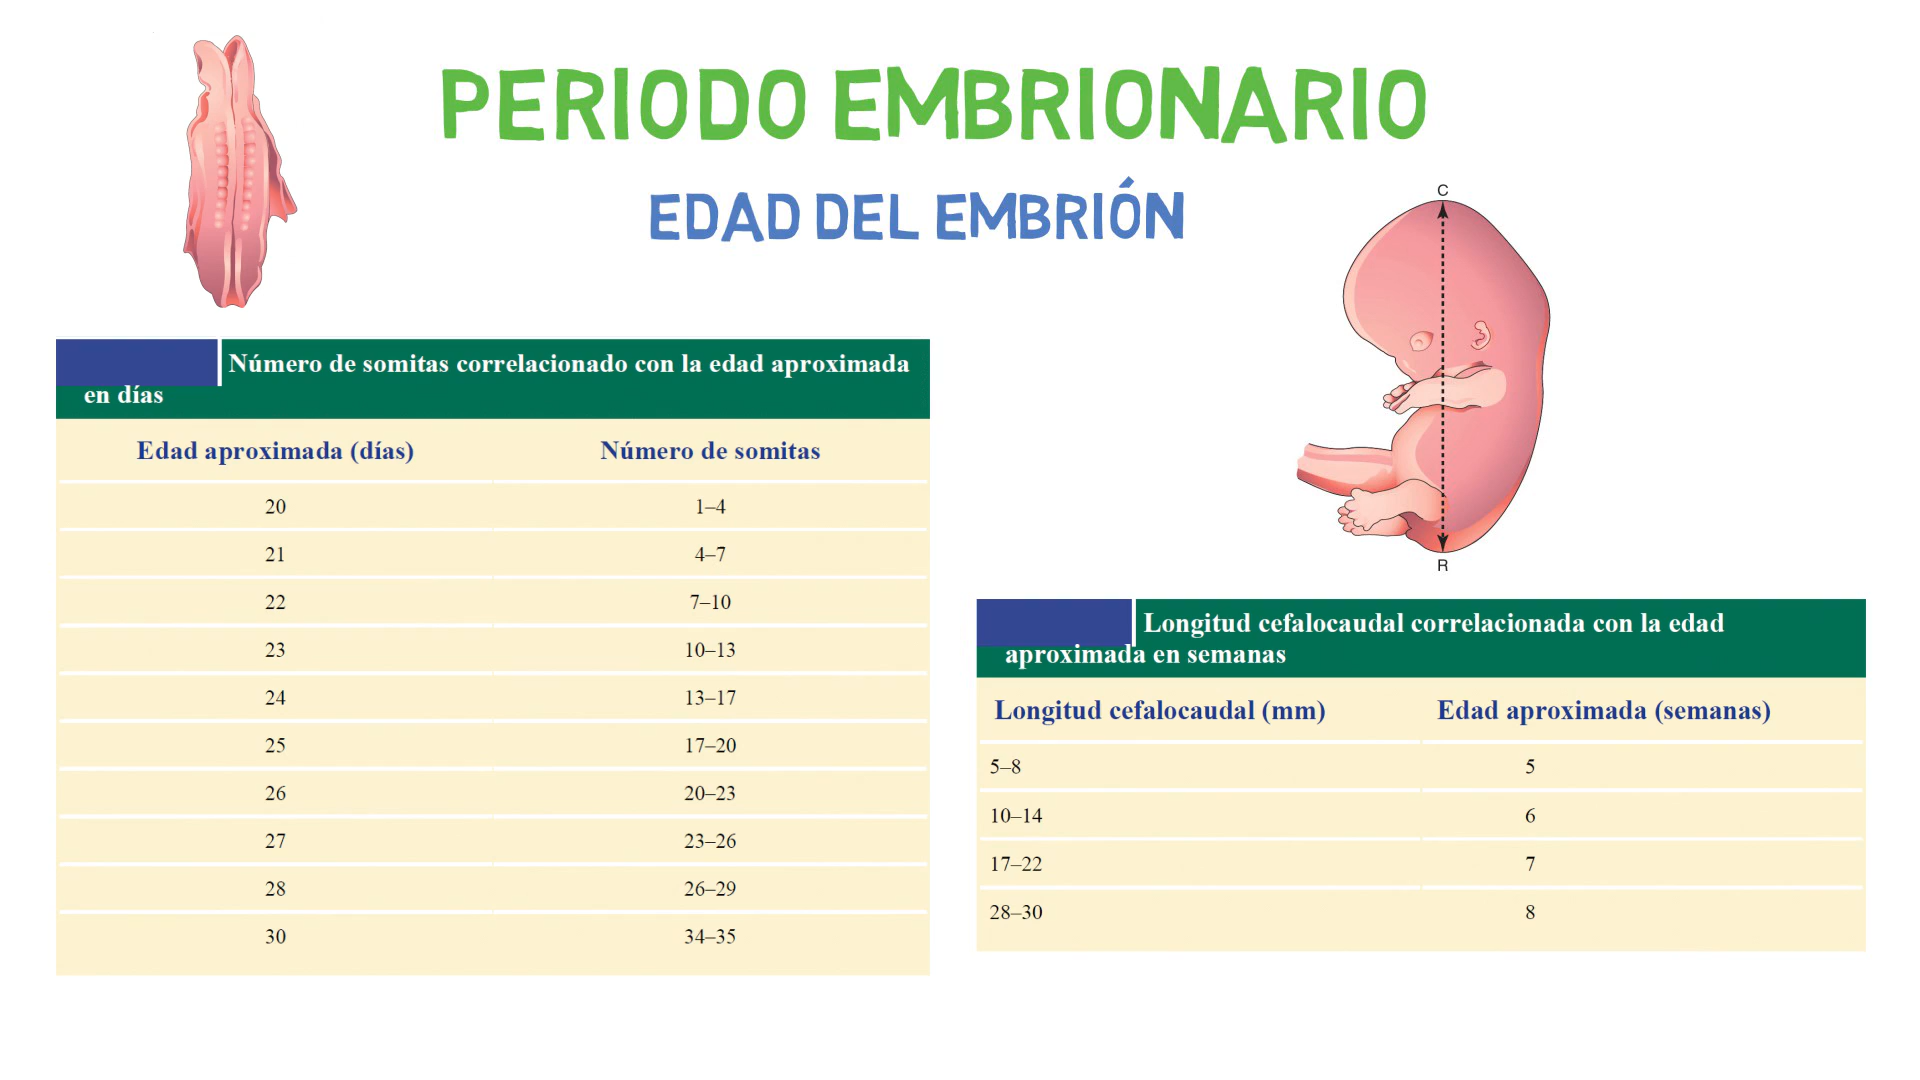 PERIODO EMBRIONARIO
EDAD DEL EMBRIÓN
Número de somitas correlacionado con la edad aproximada
en días
Edad aproximada (días) Número de somitas
20 1–4
21 4–7
22 7–10
23 10–13
24 13–17
25 17–20
26 20–23
27 23–26
28 26–29
30 34–35
C
R
Longitud cefalocaudal correlacionada con la edad
aproximada en semanas
Longitud cefalocaudal (mm) Edad aproximada (semanas)
5–8 5
10–14 6
17–22 7
28–30 8